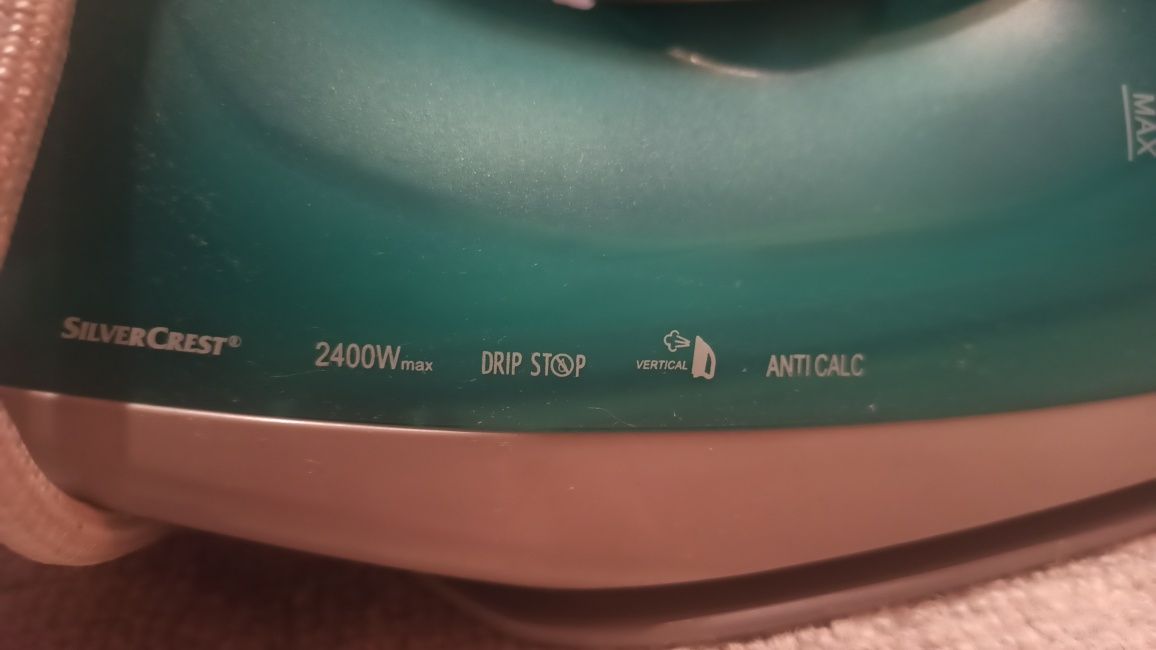 SILVERCREST®
2400Wmax
DRIP STOP
VERTICAL
ANTI CALC
MAX